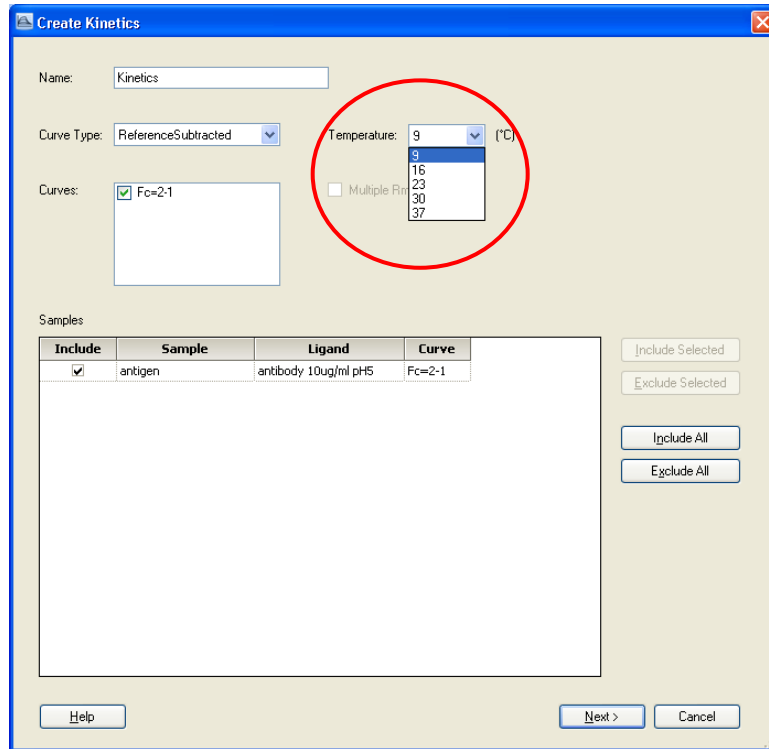 Create Kinetics
Name: Kinetics
Curve Type: ReferenceSubtracted Temperature: 9 (°C)
9
16
23
30
37
Curves: Fc=2-1 Multiple
Samples
Include Sample Ligand Curve
antigen antibody 10ug/ml pH5 Fc=2-1
Include Selected
Exclude Selected
Include All
Exclude All
Help Next > Cancel